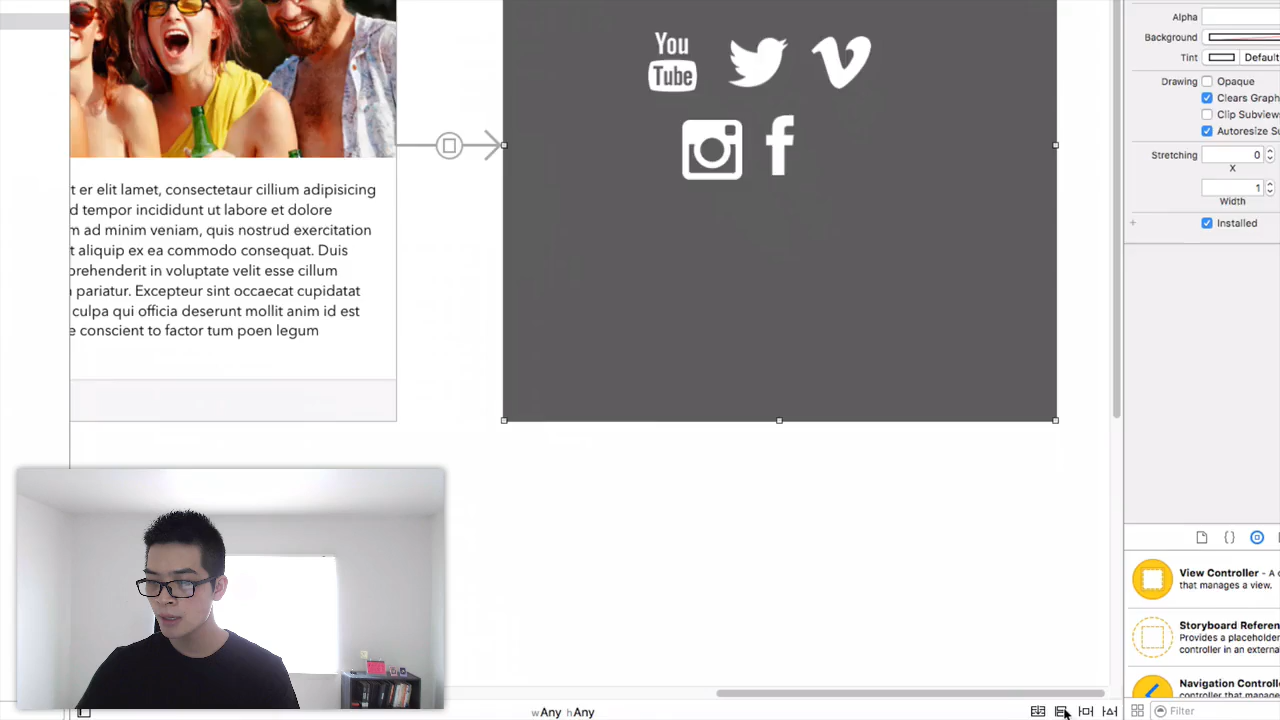 You
Tube
t er elit lamet, consectetaur cillium adipisicing
d tempor incididunt ut labore et dolore
m ad minim veniam, quis nostrud exercitation
t aliquip ex ea commodo consequat. Duis
prehenderit in voluptate velit esse cillum
pariatur. Excepteur sint occaecat cupidatat
culpa qui officia deserunt mollit anim id est
e conscient to factor tum poen legum
wAny hAny
Alpha
Background
Tint Default
Drawing Opaque
Clears Graph
Clip Subview
Autoresize Su
Stretching 0
X
1
Width
+ Installed
View Controller - A c
that manages a view.
Storyboard Referen
Provides a placeholde
controller in an externa
Navigation Controll
controller that manage
Filter